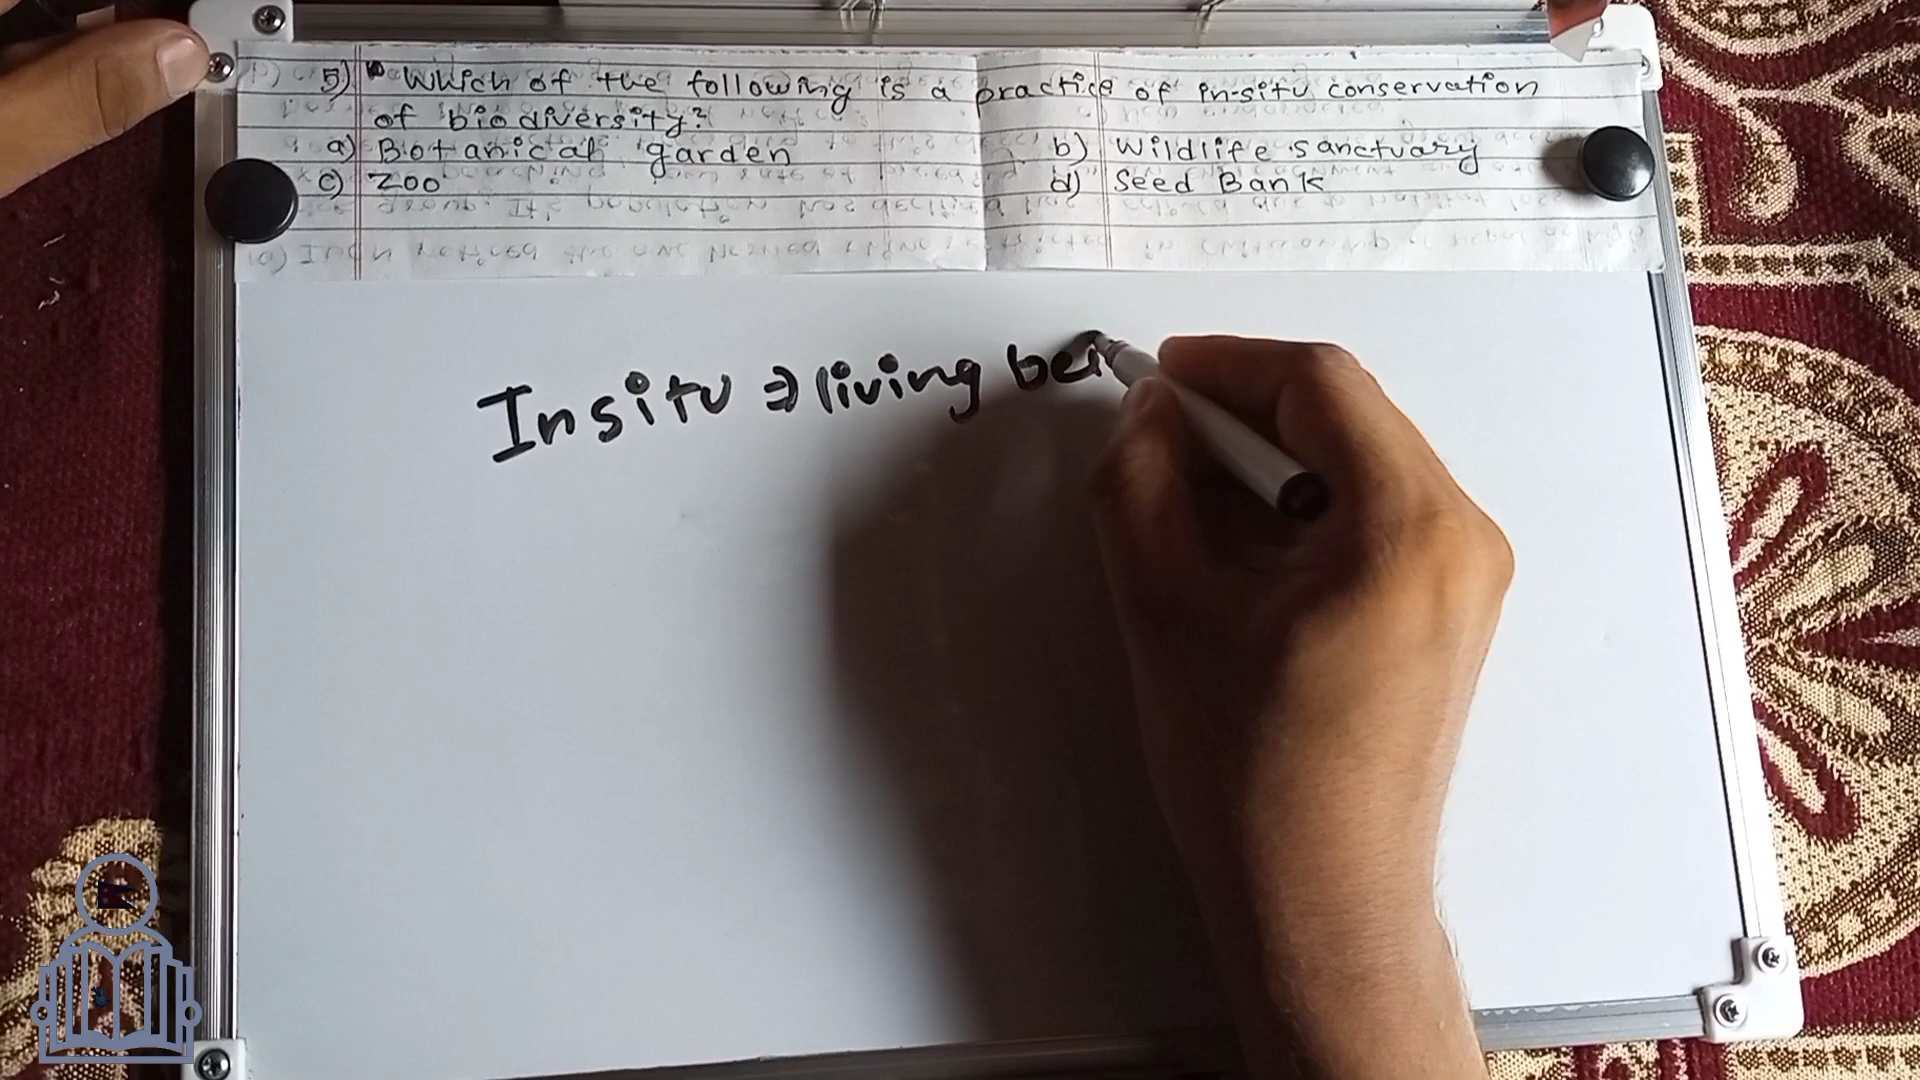 5) Which of the following is a practice of in-situ conservation
of biodiversity?
a) Botanical garden b) Wildlife sanctuary
c) Zoo d) Seed Bank
Insitu ⇒ living bei